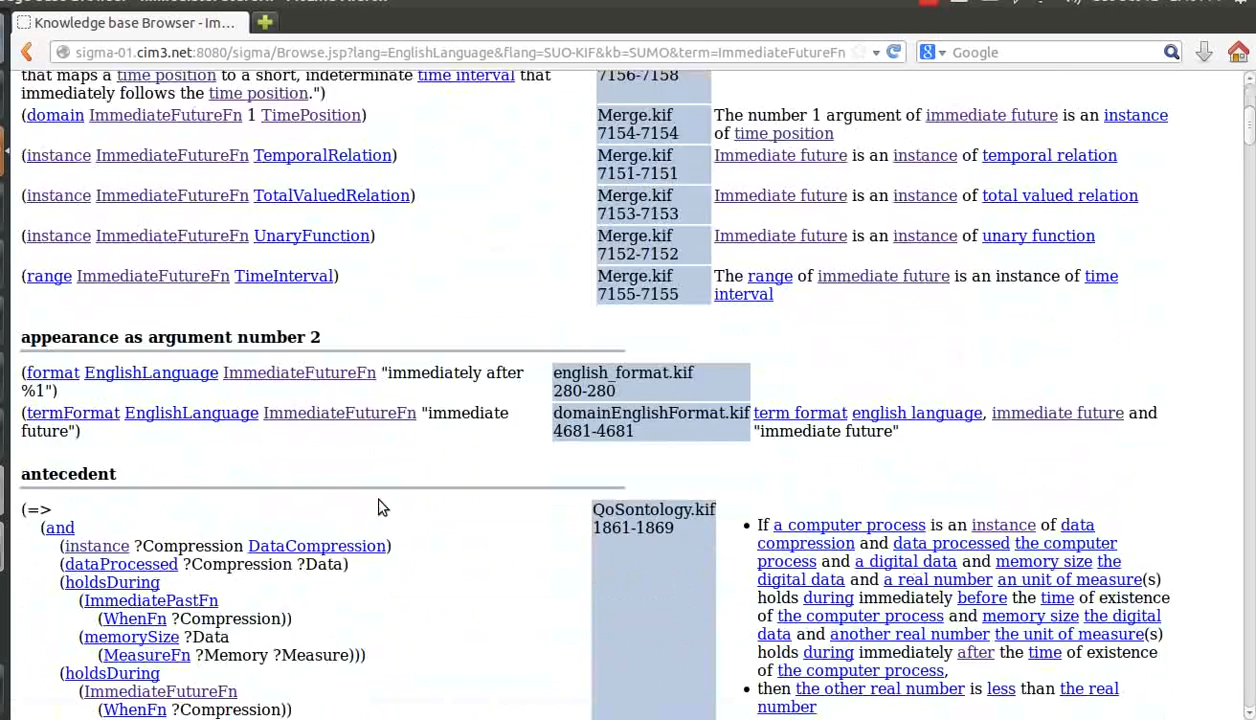 Knowledge base Browser - Im...
sigma-01.cim3.net:8080/sigma/Browse.jsp?lang=EnglishLanguage&flang=SUO-KIF&kb=SUMO&term=ImmediateFutureFn
Google
that maps a time position to a short, indeterminate time interval that
immediately follows the time position.")
7156-7158
(domain ImmediateFutureFn 1 TimePosition)
Merge.kif
7154-7154
The number 1 argument of immediate future is an instance
of time position
(instance ImmediateFutureFn TemporalRelation)
Merge.kif
7151-7151
Immediate future is an instance of temporal relation
(instance ImmediateFutureFn TotalValuedRelation)
Merge.kif
7153-7153
Immediate future is an instance of total valued relation
(instance ImmediateFutureFn UnaryFunction)
Merge.kif
7152-7152
Immediate future is an instance of unary function
(range ImmediateFutureFn TimeInterval)
Merge.kif
7155-7155
The range of immediate future is an instance of time
interval
appearance as argument number 2
(format EnglishLanguage ImmediateFutureFn "immediately after
%1")
english_format.kif
280-280
(termFormat EnglishLanguage ImmediateFutureFn "immediate
future")
domainEnglishFormat.kif
4681-4681
term format english language, immediate future and
"immediate future"
antecedent
(=>
(and
(instance ?Compression DataCompression)
(dataProcessed ?Compression ?Data)
(holdsDuring
(ImmediatePastFn
(WhenFn ?Compression))
(memorySize ?Data
(MeasureFn ?Memory ?Measure)))
(holdsDuring
(ImmediateFutureFn
(WhenFn ?Compression))
QoSontology.kif
1861-1869
• If a computer process is an instance of data
compression and data processed the computer
process and a digital data and memory size the
digital data and a real number an unit of measure(s)
holds during immediately before the time of existence
of the computer process and memory size the digital
data and another real number the unit of measure(s)
holds during immediately after the time of existence
of the computer process,
• then the other real number is less than the real
number